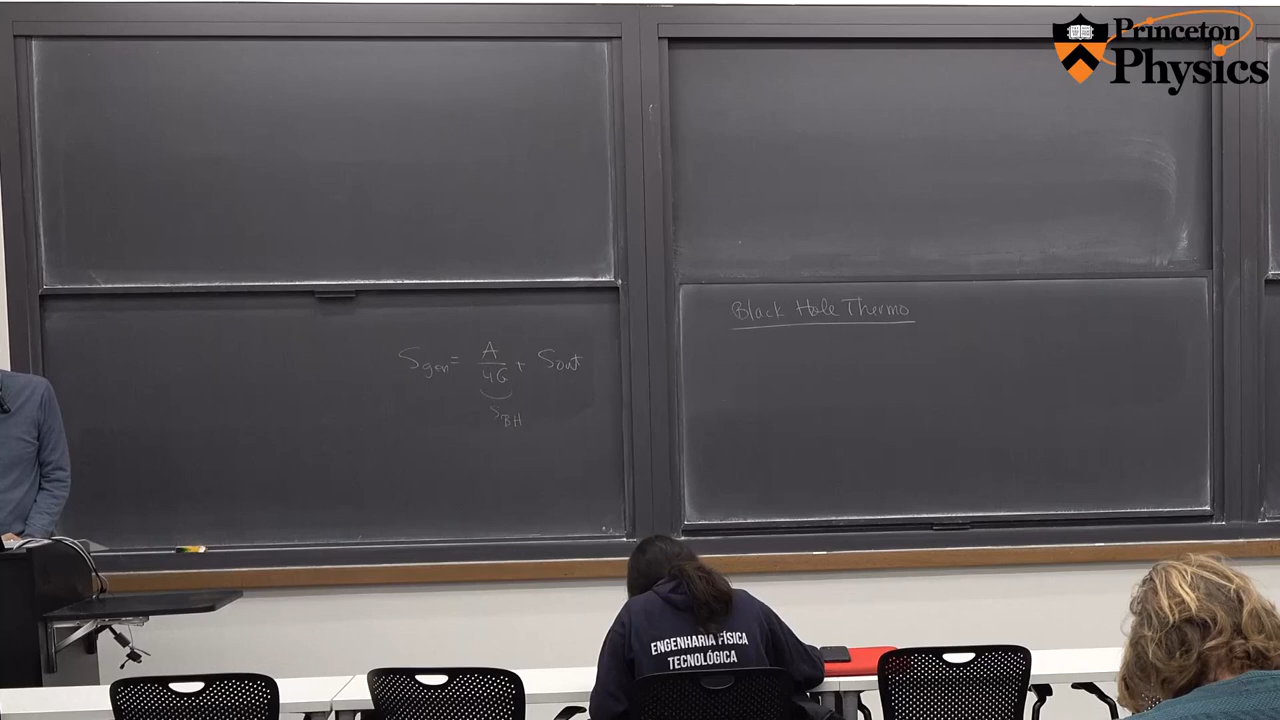 Princeton
Physics
Black Hole Thermo
Sgen = A/4G + Sout
SBH
ENGENHARIA FÍSICA
TECNOLÓGICA